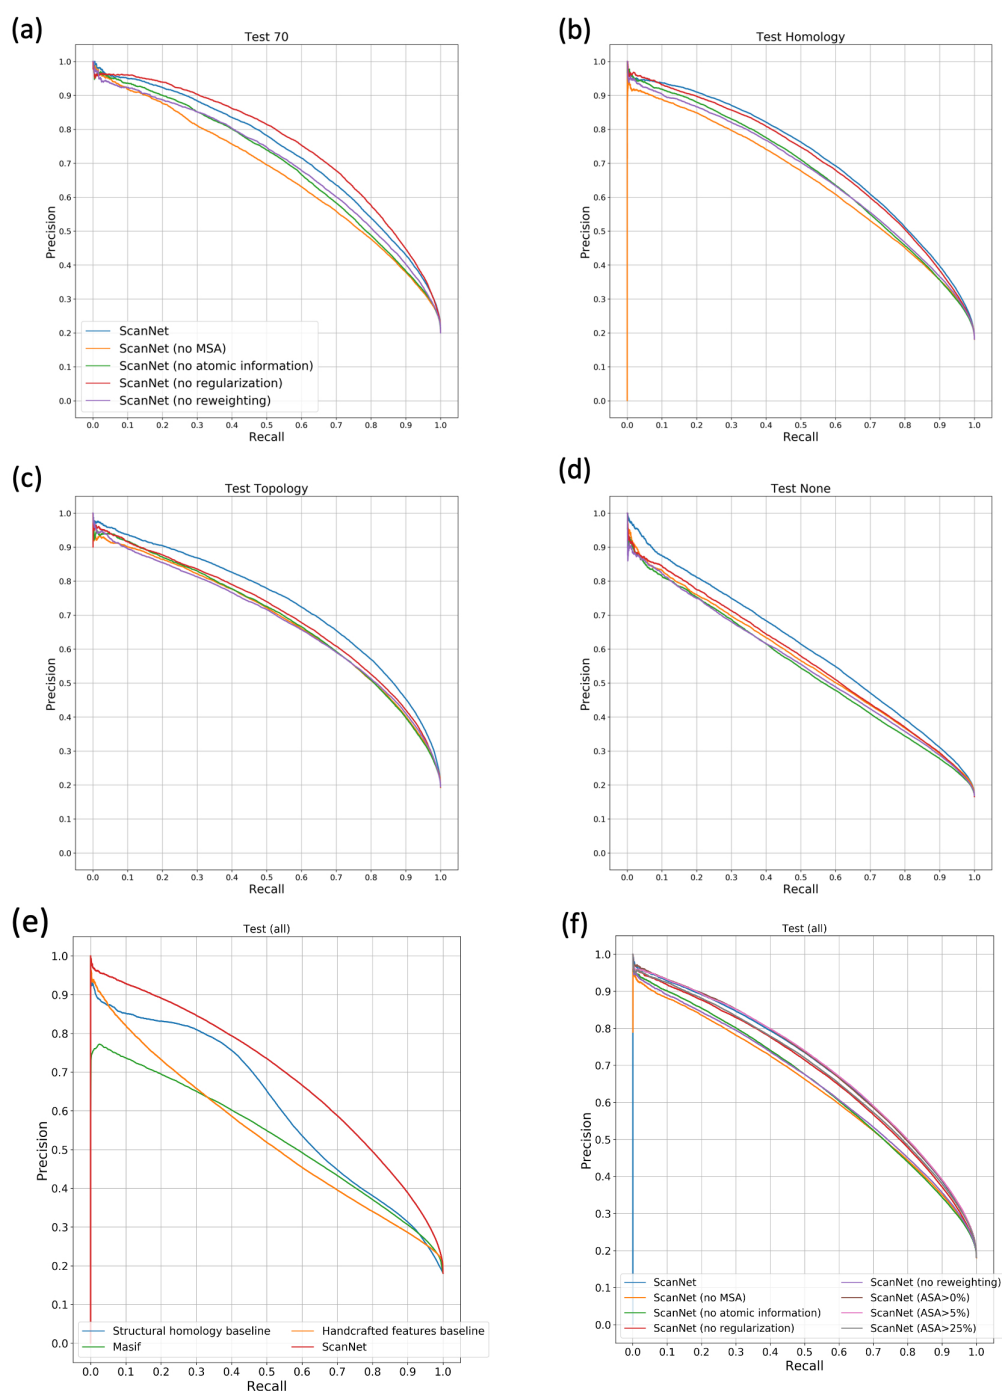 (a)
Test 70
1.0
0.9
0.8
0.7
0.6
0.5
0.4
0.3
0.2
0.1
0.0
Precision
ScanNet
ScanNet (no MSA)
ScanNet (no atomic information)
ScanNet (no regularization)
ScanNet (no reweighting)
0.0 0.1 0.2 0.3 0.4 0.5 0.6 0.7 0.8 0.9 1.0
Recall
(b)
Test Homology
1.0
0.9
0.8
0.7
0.6
0.5
0.4
0.3
0.2
0.1
0.0
Precision
0.0 0.1 0.2 0.3 0.4 0.5 0.6 0.7 0.8 0.9 1.0
Recall
(c)
Test Topology
1.0
0.9
0.8
0.7
0.6
0.5
0.4
0.3
0.2
0.1
0.0
Precision
0.0 0.1 0.2 0.3 0.4 0.5 0.6 0.7 0.8 0.9 1.0
Recall
(d)
Test None
1.0
0.9
0.8
0.7
0.6
0.5
0.4
0.3
0.2
0.1
0.0
Precision
0.0 0.1 0.2 0.3 0.4 0.5 0.6 0.7 0.8 0.9 1.0
Recall
(e)
Test (all)
1.0
0.9
0.8
0.7
0.6
0.5
0.4
0.3
0.2
0.1
0.0
Precision
Structural homology baseline Handcrafted features baseline
Masif ScanNet
0.0 0.1 0.2 0.3 0.4 0.5 0.6 0.7 0.8 0.9 1.0
Recall
(f)
Test (all)
1.0
0.9
0.8
0.7
0.6
0.5
0.4
0.3
0.2
0.1
0.0
Precision
ScanNet ScanNet (no reweighting)
ScanNet (no MSA) ScanNet (ASA>0%)
ScanNet (no atomic information) ScanNet (ASA>5%)
ScanNet (no regularization) ScanNet (ASA>25%)
0.0 0.1 0.2 0.3 0.4 0.5 0.6 0.7 0.8 0.9 1.0
Recall